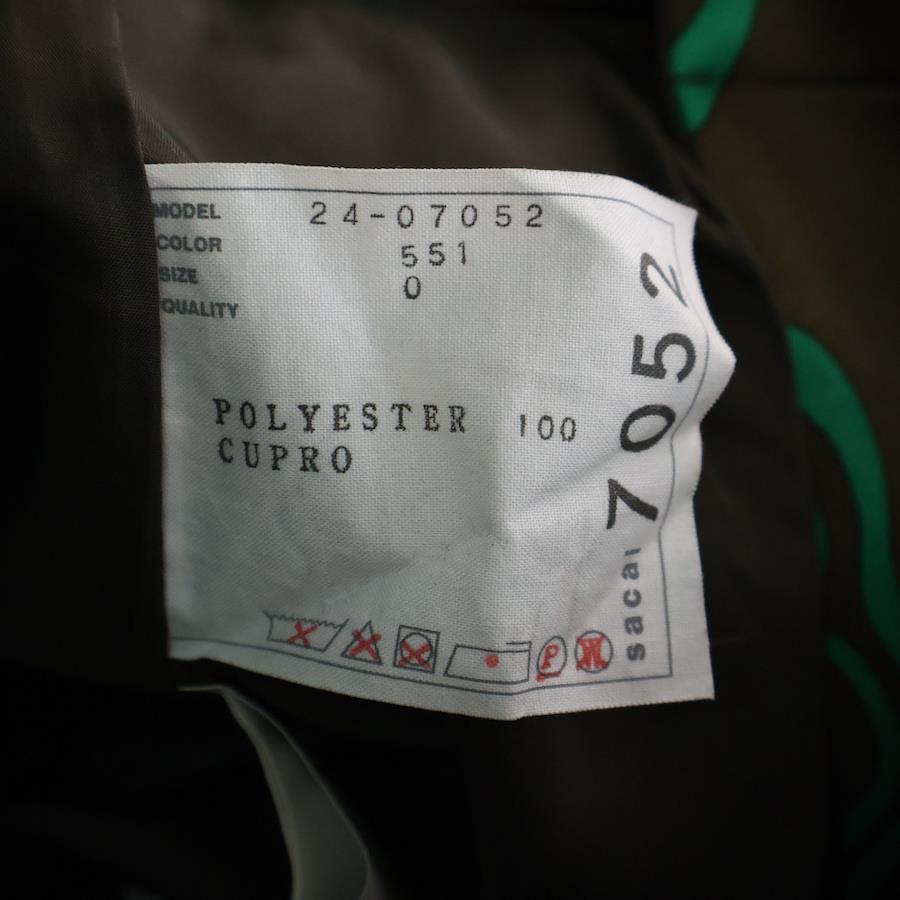 MODEL 24-07052
COLOR 551
SIZE 0
QUALITY
POLYESTER 100
CUPRO
sacai 7052
P